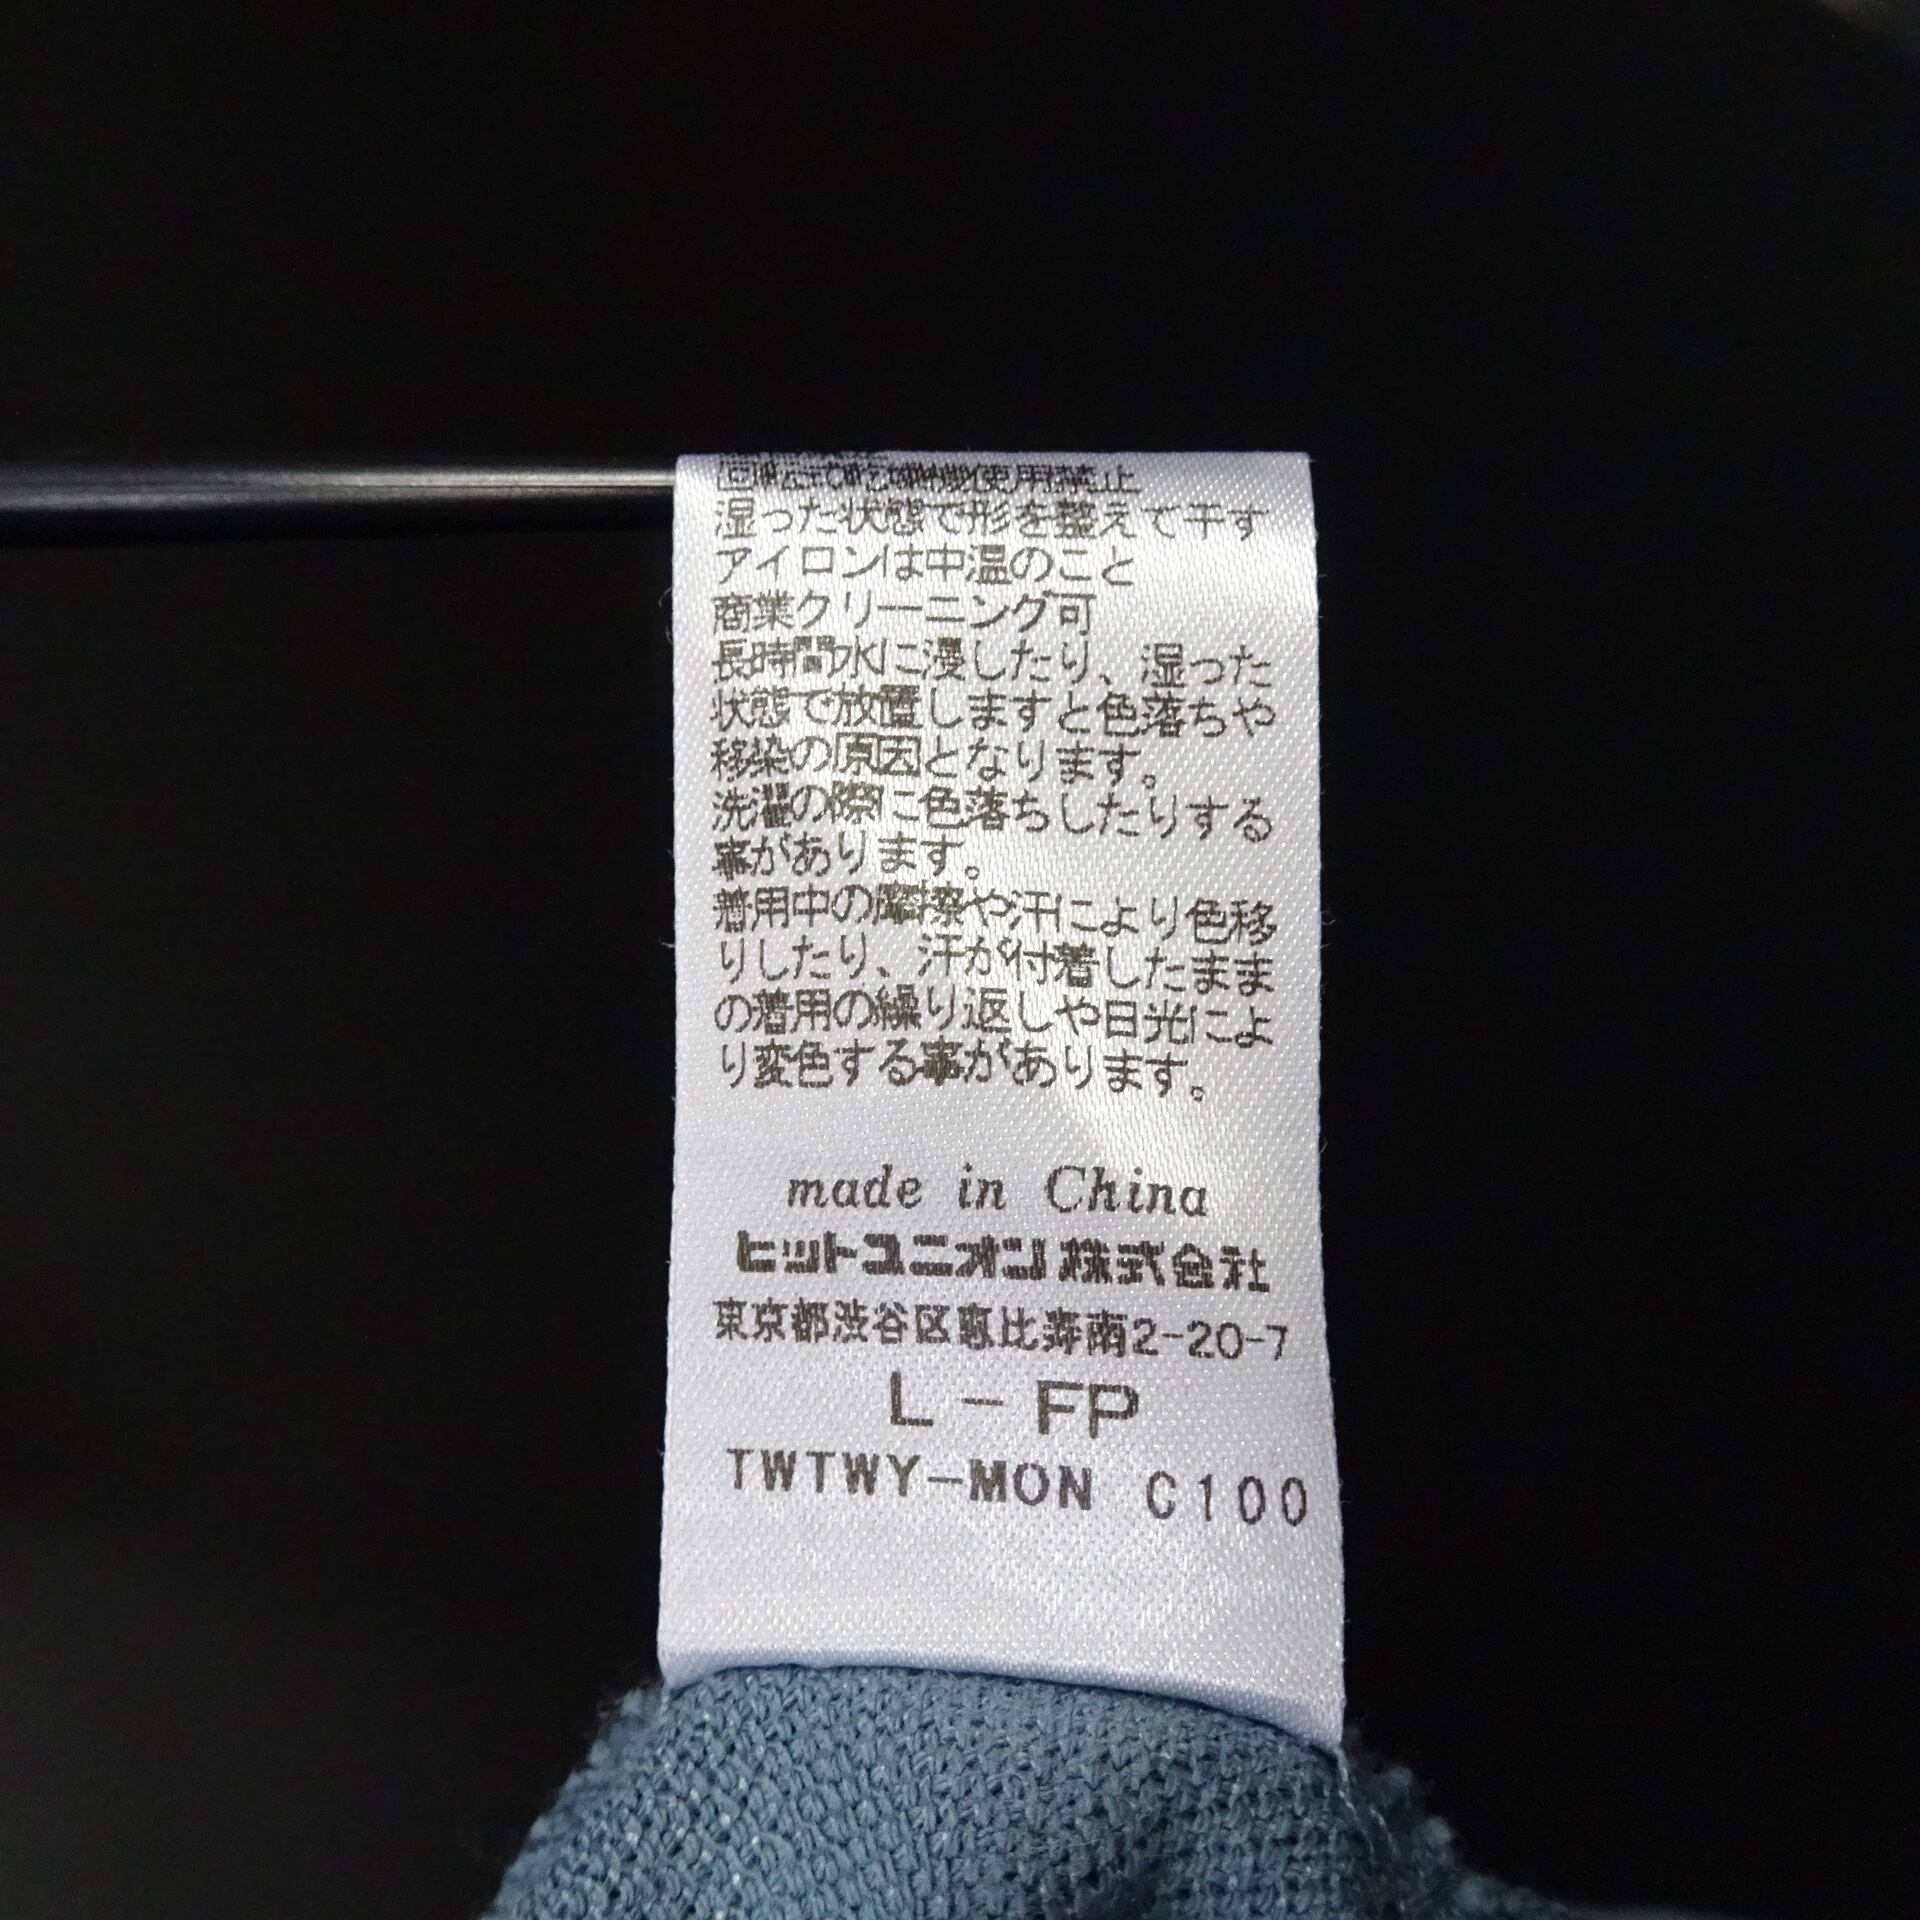 使用禁止
湿った状態で形を整えて干す
アイロンは中温のこと
商業クリーニング可
長時間水に浸したり、湿った
状態で放置しますと色落ちや
移染の原因となります。
洗濯の際に色落ちしたりする
事があります。
着用中の摩擦や汗により色移
りしたり、汗が付着したまま
の着用の繰り返しや日光によ
り変色する事があります。
made in China
ヒットユニオン株式会社
東京都渋谷区恵比寿南2-20-7
L-FP
TWTWY-MON C100